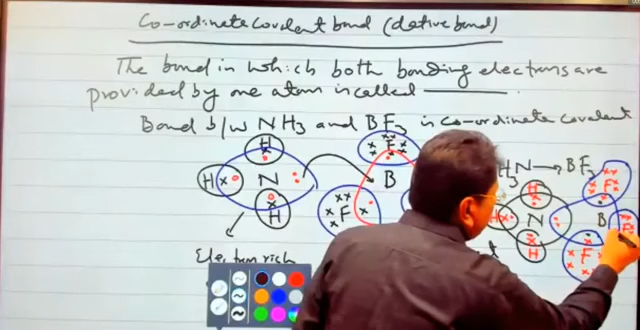 Co-ordinate covalent bond (dative bond)
The bond in which both bonding electrons are
provided by one atom is called
Bond b/w NH3 and BF3 is co-ordinate covalent
H F H3N → BF3 F
H N B H N B F
H F H F
Electron rich